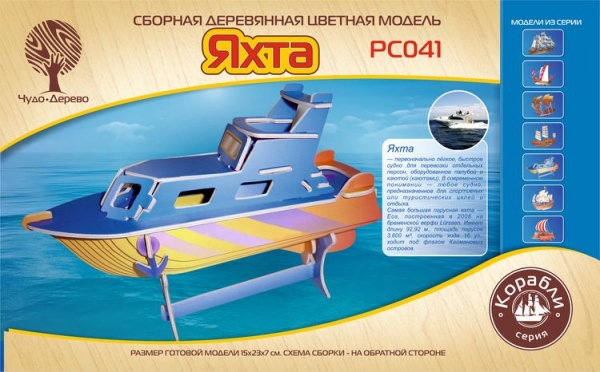 СБОРНАЯ ДЕРЕВЯННАЯ ЦВЕТНАЯ МОДЕЛЬ
Яхта
PC041
МОДЕЛИ ИЗ СЕРИИ
Чудо-Дерево
Яхта
— первоначально лёгкое, быстрое
судно для перевозки отдельных
персон, оборудованное палубой и
каютой (каютами). В современном
понимании — любое судно,
предназначенное для спортивных
или туристических целей и
отдыха.
Самая большая парусная яхта —
Eos, построенная в 2006 на
бременской верфи Lürssen. Имеет
длину 92,92 м., площадь парусов
3.600 м², скорость хода 16 уз.,
ходит под флагом Каймановых
островов.
Корабли
серия
РАЗМЕР ГОТОВОЙ МОДЕЛИ 15х23х7 см. СХЕМА СБОРКИ - НА ОБРАТНОЙ СТОРОНЕ